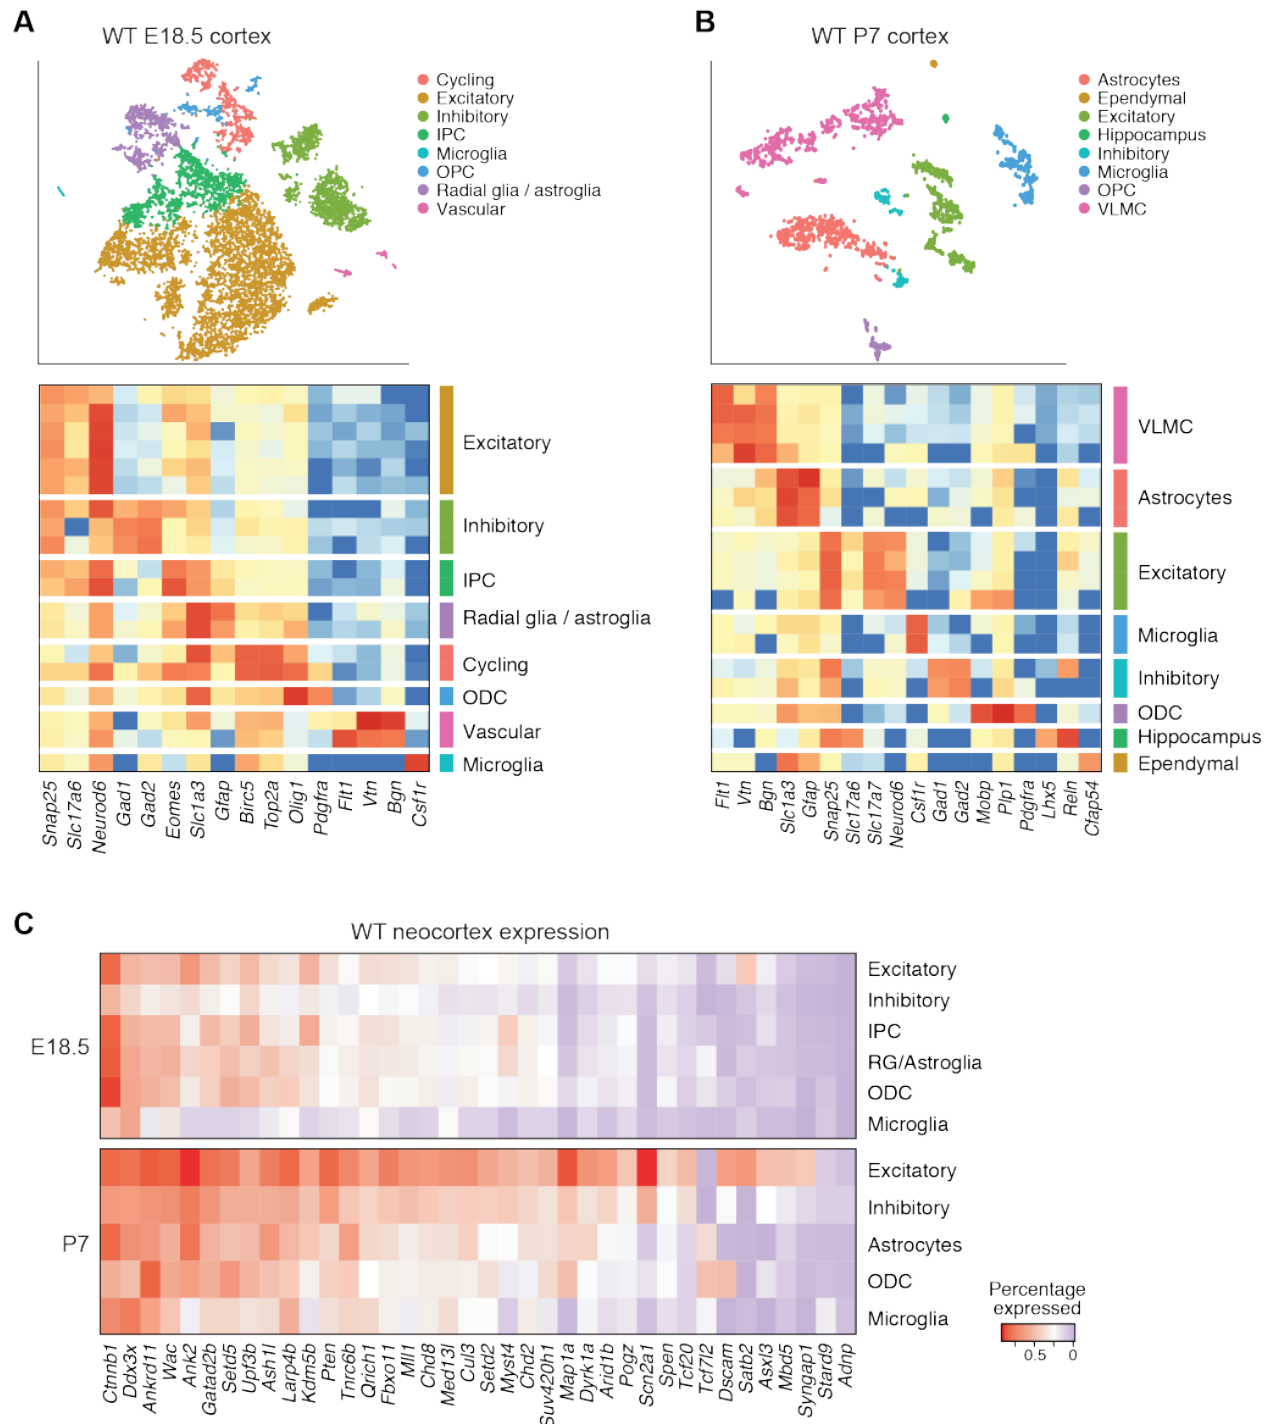 A
WT E18.5 cortex
Cycling
Excitatory
Inhibitory
IPC
Microglia
OPC
Radial glia / astroglia
Vascular
B
WT P7 cortex
Astrocytes
Ependymal
Excitatory
Hippocampus
Inhibitory
Microglia
OPC
VLMC
Excitatory
Inhibitory
IPC
Radial glia / astroglia
Cycling
ODC
Vascular
Microglia
Snap25
Slc17a6
Neurod6
Gad1
Gad2
Eomes
Slc1a3
Gfap
Birc5
Top2a
Olig1
Pdgfra
Flt1
Vtn
Bgn
Csf1r
VLMC
Astrocytes
Excitatory
Microglia
Inhibitory
ODC
Hippocampus
Ependymal
Flt1
Vtn
Bgn
Slc1a3
Gfap
Snap25
Slc17a6
Slc17a7
Neurod6
Csf1r
Gad1
Gad2
Mobp
Plp1
Pdgfra
Lhx5
Reln
Cfap54
C
WT neocortex expression
E18.5
Excitatory
Inhibitory
IPC
RG/Astroglia
ODC
Microglia
P7
Excitatory
Inhibitory
Astrocytes
ODC
Microglia
Percentage
expressed
0.5
0
Ctnnb1
Ddx3x
Ankrd11
Wac
Ank2
Gatad2b
Setd5
Upf3b
Ash1l
Larp4b
Kdm5b
Pten
Tnrc6b
Qrich1
Fbxo11
Mll1
Chd8
Med13l
Cul3
Setd2
Myst4
Chd2
Suv420h1
Map1a
Dyrk1a
Arid1b
Pogz
Scn2a1
Spen
Tcf20
Tcf7l2
Dscam
Satb2
Asxl3
Mbd5
Syngap1
Stard9
Adnp